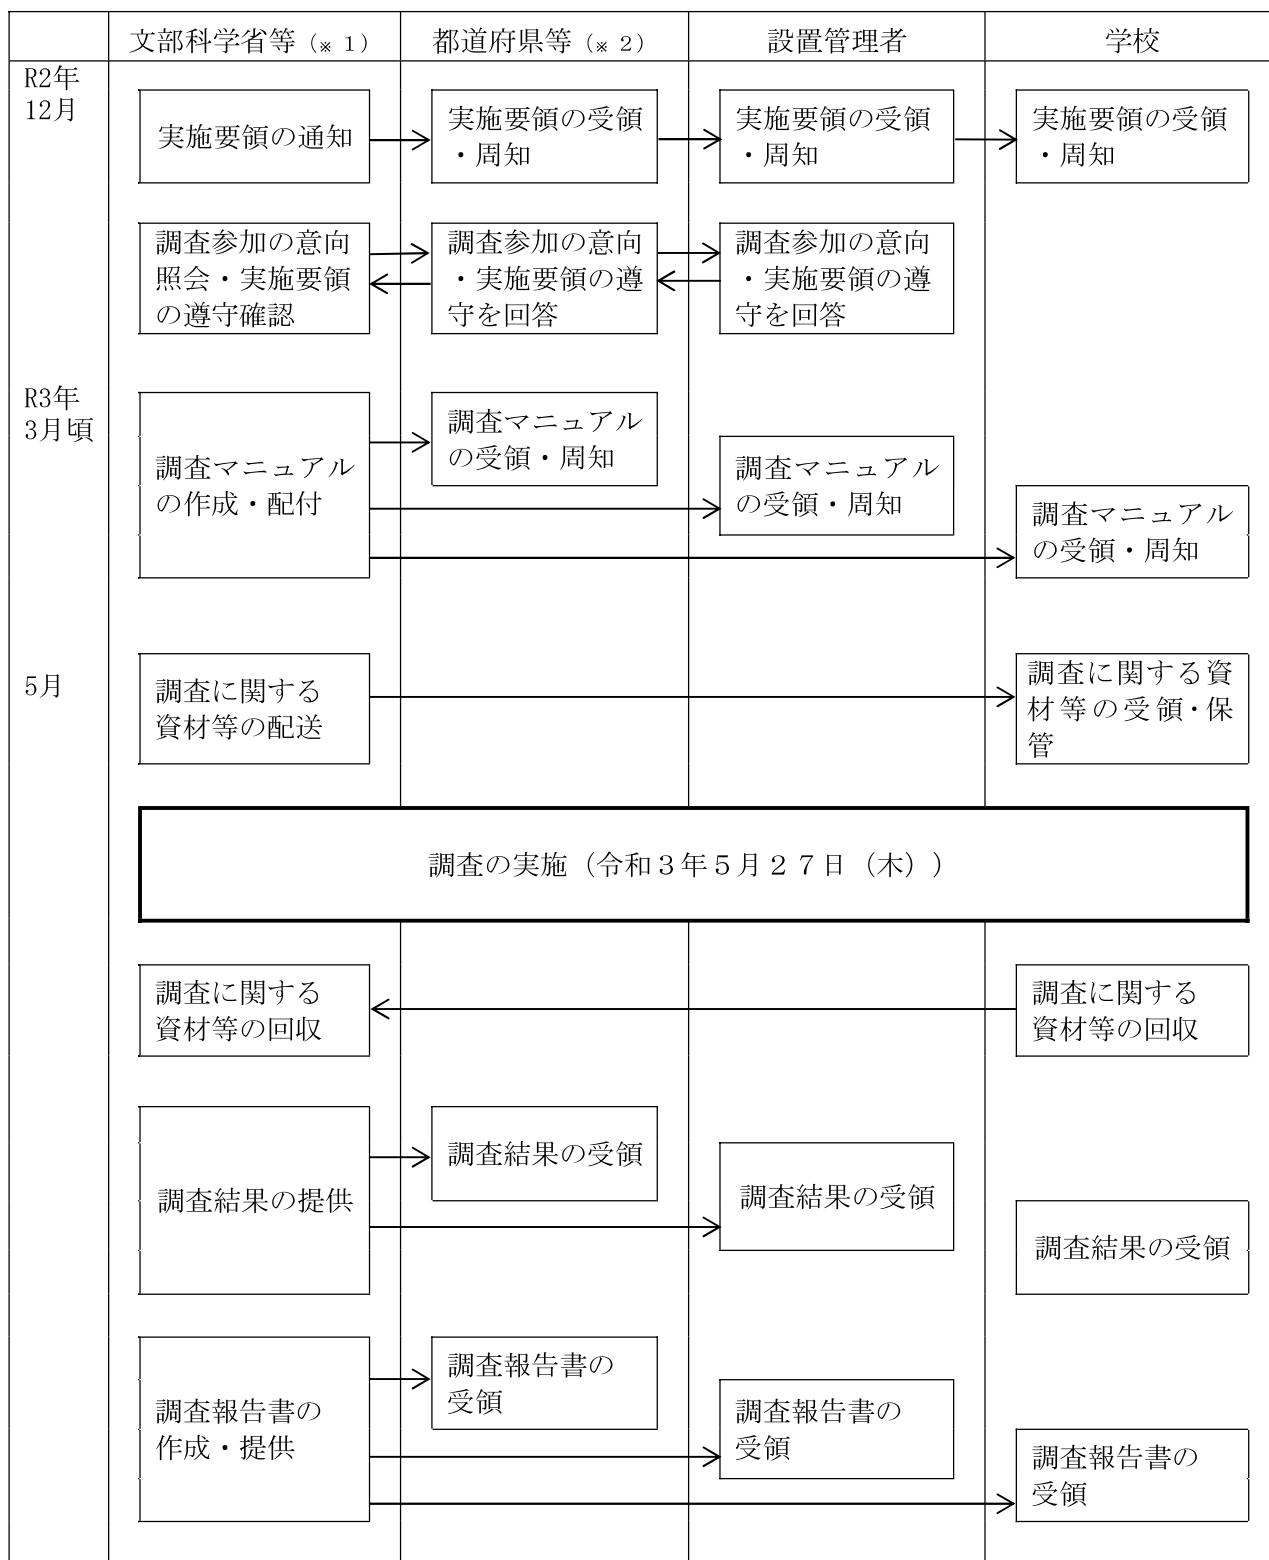 文部科学省等（※ 1）
都道府県等（※ 2）
設置管理者
学校
R2年
12月
実施要領の通知
実施要領の受領
・周知
実施要領の受領
・周知
実施要領の受領
・周知
調査参加の意向
照会・実施要領
の遵守確認
調査参加の意向
・実施要領の遵
守を回答
調査参加の意向
・実施要領の遵
守を回答
R3年
3月頃
調査マニュアル
の作成・配付
調査マニュアル
の受領・周知
調査マニュアル
の受領・周知
調査マニュアル
の受領・周知
5月
調査に関する
資材等の配送
調査に関する資
材等の受領・保
管
調査の実施（令和３年５月２７日（木））
調査に関する
資材等の回収
調査に関する
資材等の回収
調査結果の提供
調査結果の受領
調査結果の受領
調査結果の受領
調査報告書の
作成・提供
調査報告書の
受領
調査報告書の
受領
調査報告書の
受領